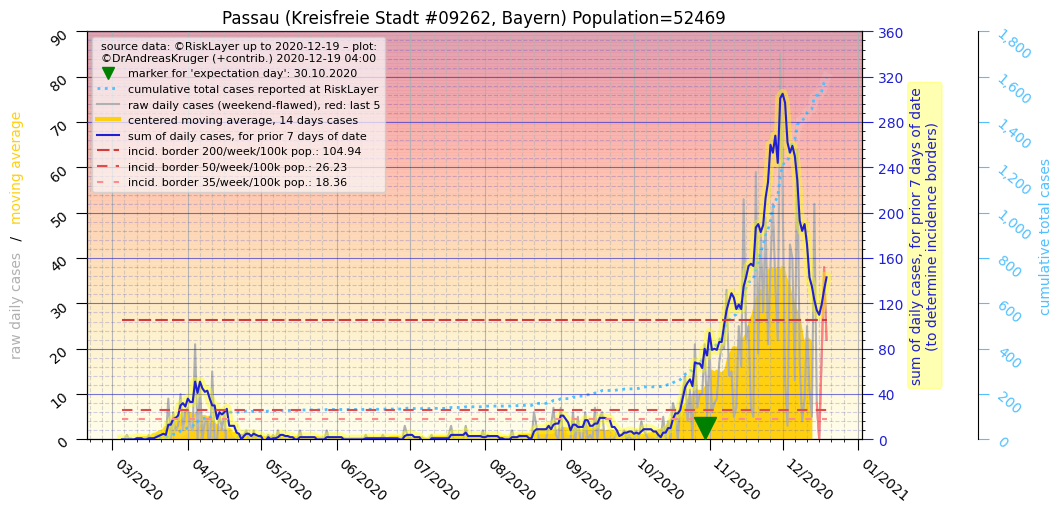 Passau (Kreisfreie Stadt #09262, Bayern) Population=52469
source data: ©RiskLayer up to 2020-12-19 – plot:
©DrAndreasKruger (+contrib.) 2020-12-19 04:00
marker for 'expectation day': 30.10.2020
cumulative total cases reported at RiskLayer
raw daily cases (weekend-flawed), red: last 5
centered moving average, 14 days cases
sum of daily cases, for prior 7 days of date
incid. border 200/week/100k pop.: 104.94
incid. border 50/week/100k pop.: 26.23
incid. border 35/week/100k pop.: 18.36
raw daily cases / moving average
90
80
70
60
50
40
30
20
10
0
03/2020
04/2020
05/2020
06/2020
07/2020
08/2020
09/2020
10/2020
11/2020
12/2020
01/2021
360
320
280
240
200
160
120
80
40
0
sum of daily cases, for prior 7 days of date
(to determine incidence borders)
1,800
1,600
1,400
1,200
1,000
800
600
400
200
0
cumulative total cases